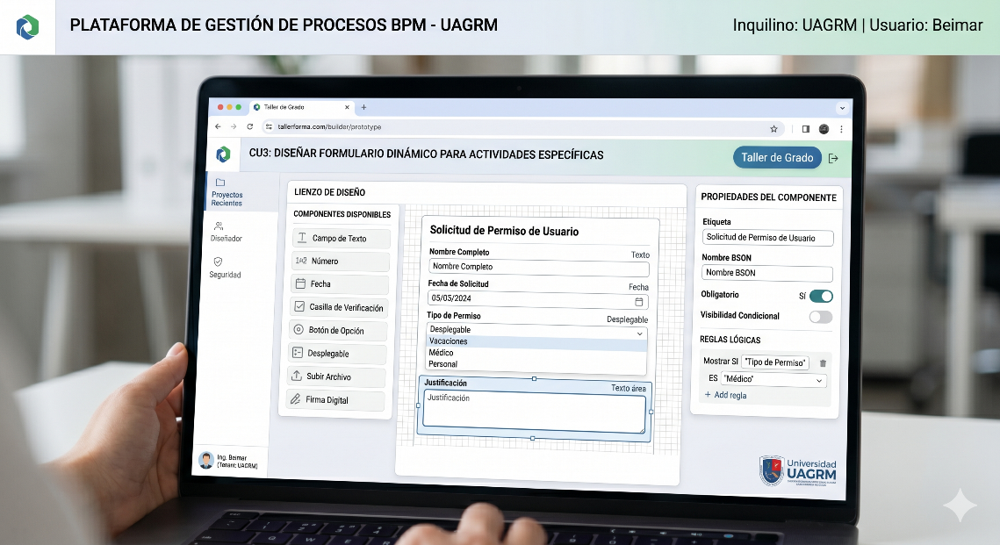 PLATAFORMA DE GESTIÓN DE PROCESOS BPM - UAGRM
Inquilino: UAGRM | Usuario: Beimar
Taller de Grado
tallerforma.com/builder/prototype
CU3: DISEÑAR FORMULARIO DINÁMICO PARA ACTIVIDADES ESPECÍFICAS
Taller de Grado
Proyectos
Recientes
Diseñador
Seguridad
Ing. Beimar
(Tenant: UAGRM)
LIENZO DE DISEÑO
COMPONENTES DISPONIBLES
Campo de Texto
Número
Fecha
Casilla de Verificación
Botón de Opción
Desplegable
Subir Archivo
Firma Digital
Solicitud de Permiso de Usuario
Nombre Completo Texto
Nombre Completo
Fecha de Solicitud Fecha
05/05/2024
Tipo de Permiso Desplegable
Desplegable
Vacaciones
Médico
Personal
Justificación Texto área
Justificación
PROPIEDADES DEL COMPONENTE
Etiqueta
Solicitud de Permiso de Usuario
Nombre BSON
Nombre BSON
Obligatorio Sí
Visibilidad Condicional
REGLAS LÓGICAS
Mostrar SI "Tipo de Permiso"
ES "Médico"
+ Add regla
Universidad
UAGRM